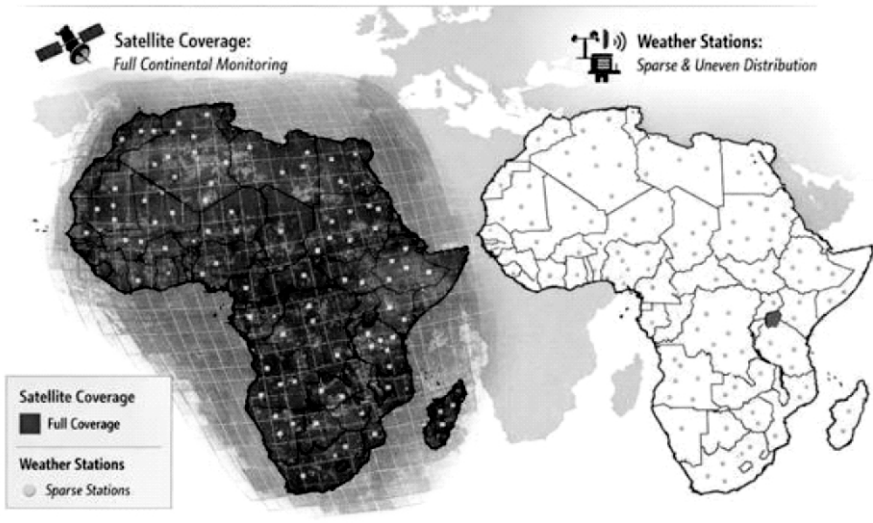 Satellite Coverage:
Full Continental Monitoring
Weather Stations:
Sparse & Uneven Distribution
Satellite Coverage
Full Coverage
Weather Stations
Sparse Stations